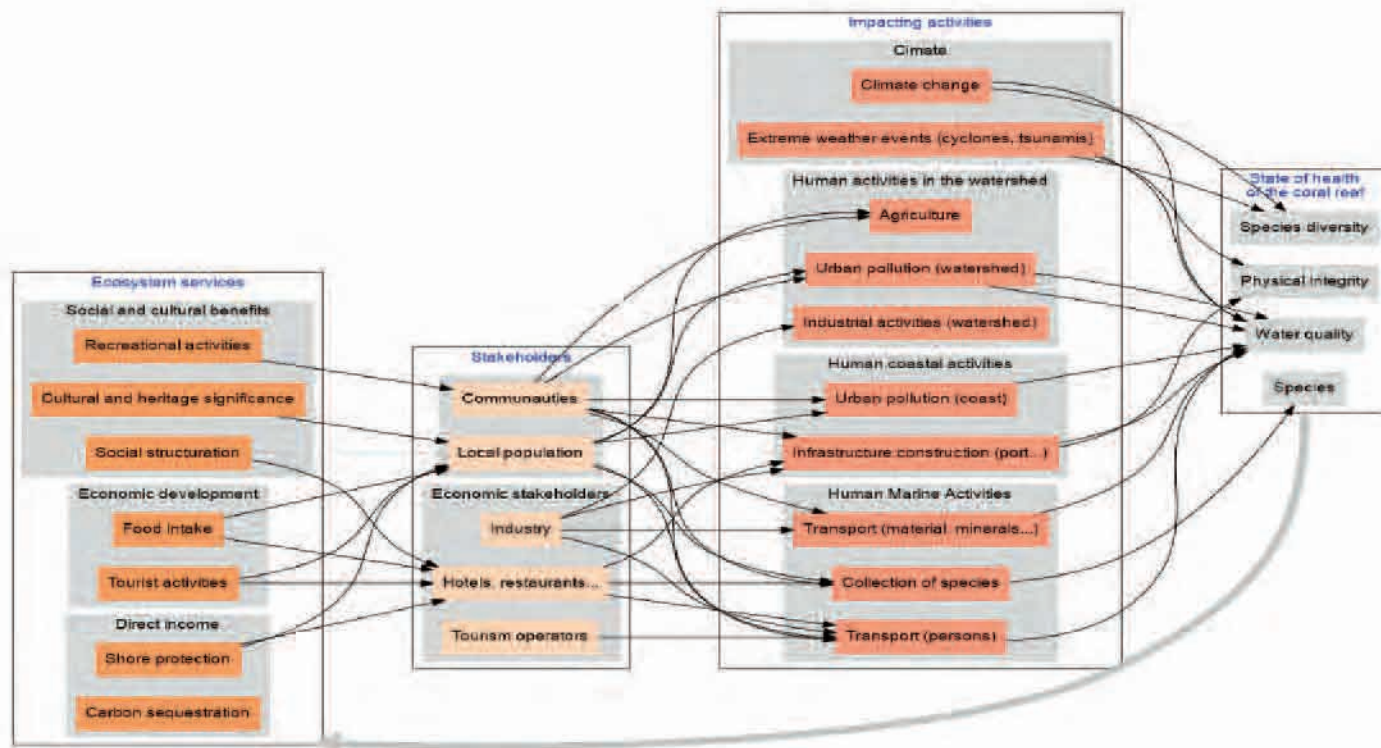 Ecosystem services
Social and cultural benefits
Recreational activities
Cultural and heritage significance
Social structuration
Economic development
Food intake
Tourist activities
Direct income
Shore protection
Carbon sequestration
Stakeholders
Communauties
Local population
Economic stakeholders
Industry
Hotels, restaurants...
Tourism operators
Impacting activities
Cimate
Climate change
Extreme weather events (cyclones, tsunamis)
Human activities in the watershed
Agriculture
Urban pollution (watershed)
Industrial activities (watershed)
Human coastal activities
Urban pollution (coast)
Infrastructure construction (port...)
Human Marine Activities
Transport (material, minerals...)
Collection of species
Transport (persons)
State of health
of the coral reef
Species diversity
Physical integrity
Water quality
Species